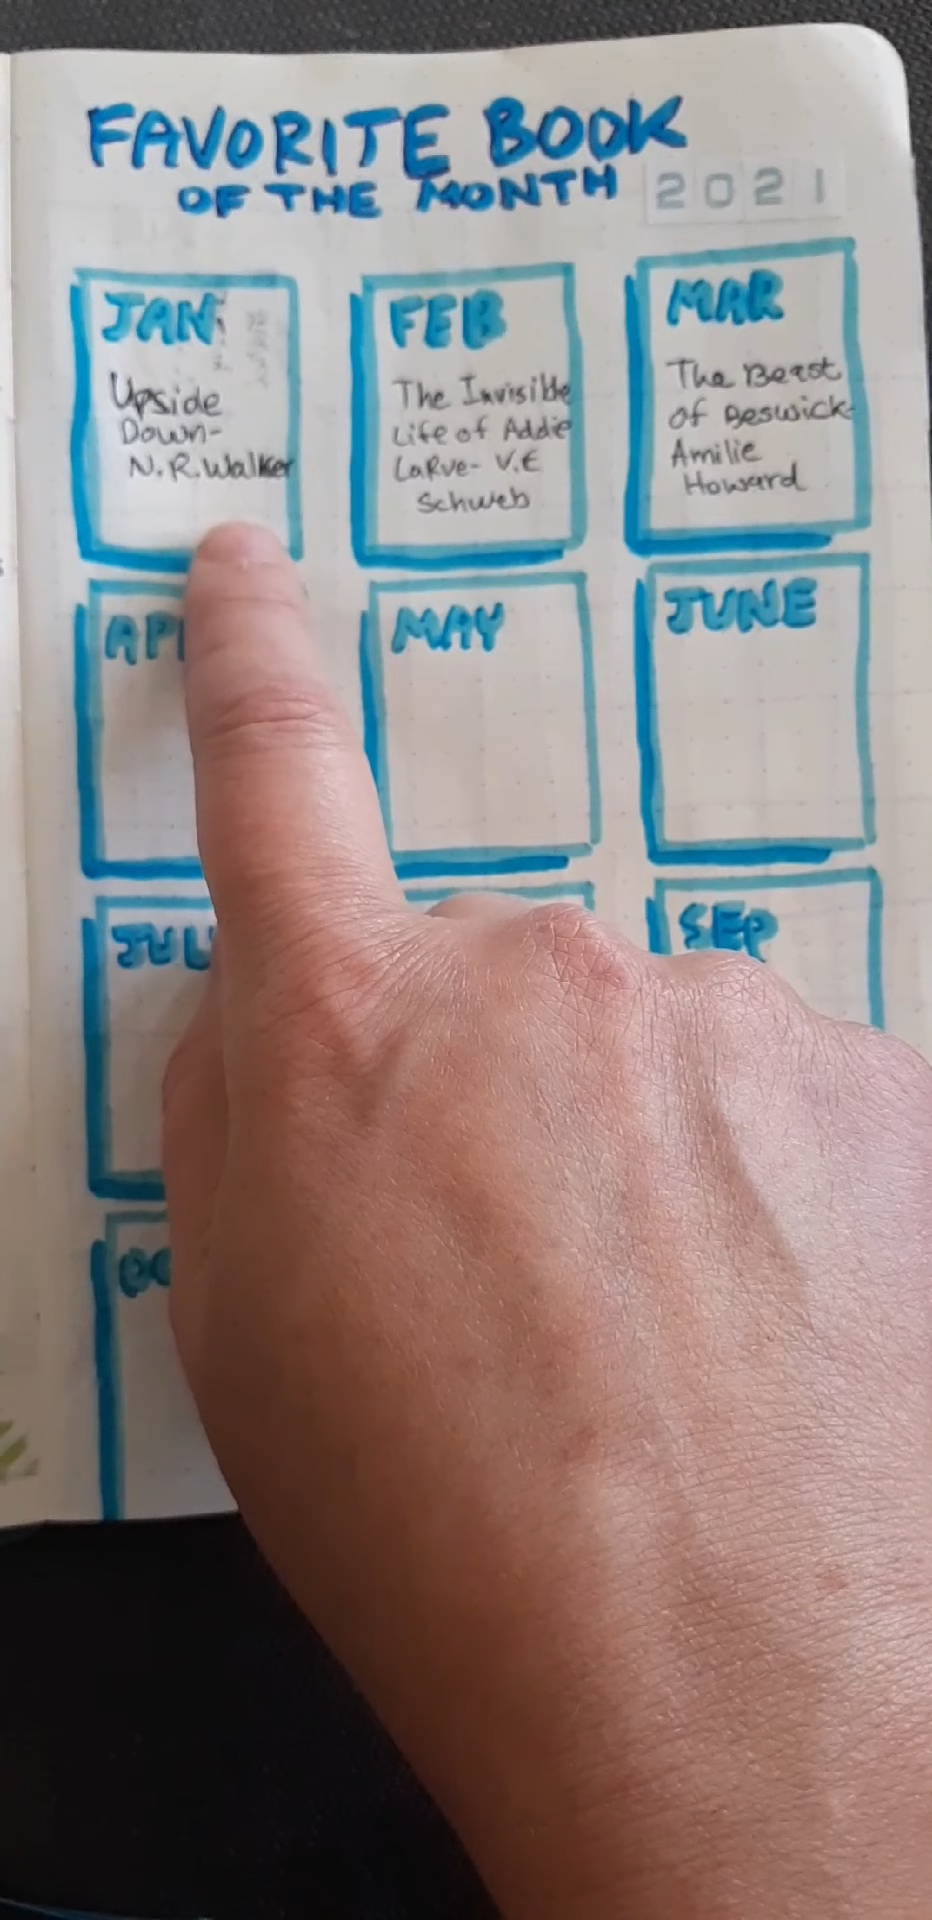 FAVORITE BOOK
OF THE MONTH 2021
JAN
Upside
Down-
N.R.Walker
FEB
The Invisible
Life of Addie
LaRue- V.E
Schweb
MAR
The Beast
of Beswick-
Amilie
Howard
MAY
JUNE
SEP